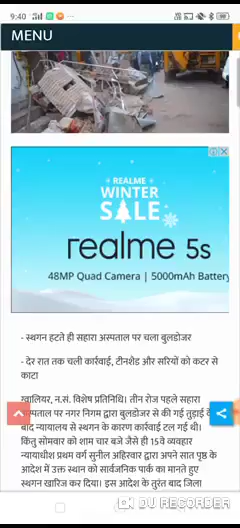 9:40
MENU
REALME
WINTER
SALE
realme 5s
48MP Quad Camera | 5000mAh Battery
- स्थगन हटते ही सहारा अस्पताल पर चला बुलडोजर
- देर रात तक चली कार्रवाई, टीनशैड और सरियों को कटर से
काटा
ग्वालियर, न.सं. विशेष प्रतिनिधि। तीन रोज पहले सहारा
अस्पताल पर नगर निगम द्वारा बुलडोजर से की गई तुड़ाई के
बाद न्यायालय से स्थगन के कारण कार्रवाई टल गई थी।
किंतु सोमवार को शाम चार बजे जैसे ही 15वे व्यवहार
न्यायाधीश प्रथम वर्ग सुनील अहिरवार द्वारा अपने सात पृष्ठ के
आदेश में उक्त स्थान को सार्वजनिक पार्क का मानते हुए
स्थगन खारिज कर दिया। इस आदेश के तुरंत बाद जिला
DU RECORDER